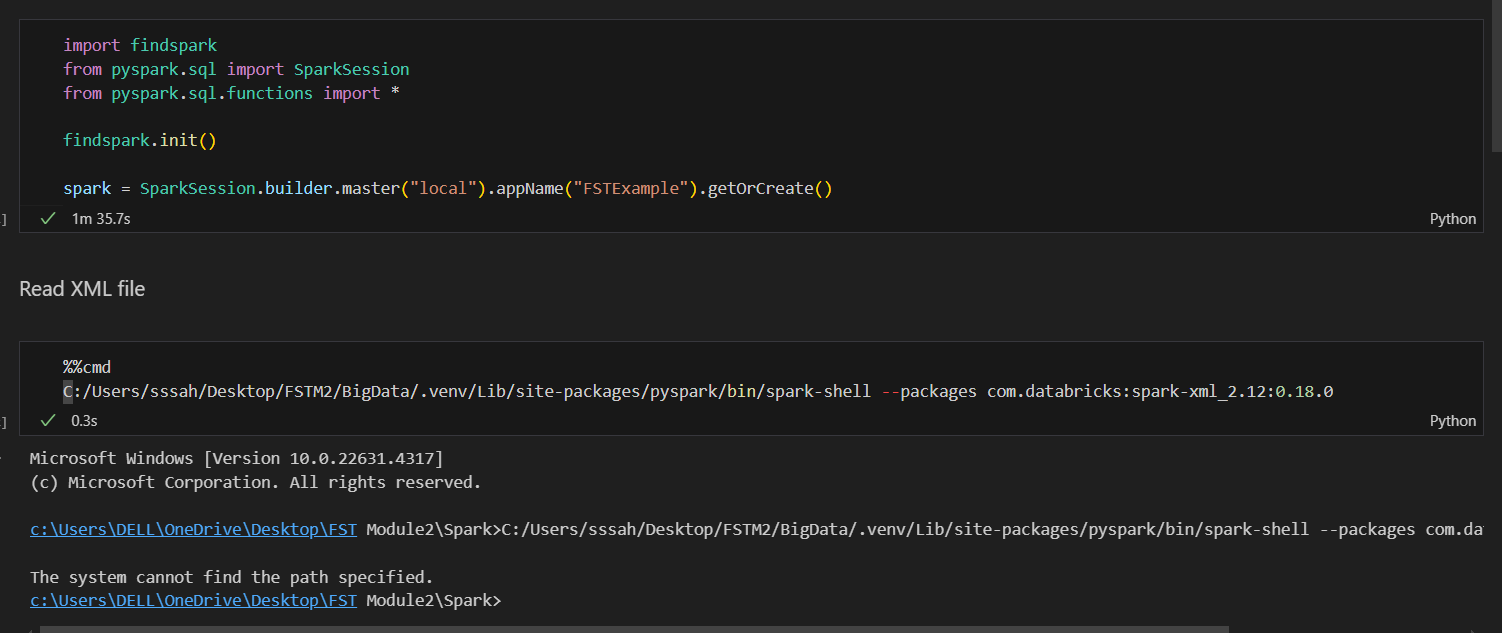 import findspark
from pyspark.sql import SparkSession
from pyspark.sql.functions import *
findspark.init()
spark = SparkSession.builder.master("local").appName("FSTExample").getOrCreate()
]
1m 35.7s
Python
Read XML file
%%cmd
C:/Users/sssah/Desktop/FSTM2/BigData/.venv/Lib/site-packages/pyspark/bin/spark-shell --packages com.databricks:spark-xml_2.12:0.18.0
]
0.3s
Python
Microsoft Windows [Version 10.0.22631.4317]
(c) Microsoft Corporation. All rights reserved.
c:\Users\DELL\OneDrive\Desktop\FST Module2\Spark>C:/Users/sssah/Desktop/FSTM2/BigData/.venv/Lib/site-packages/pyspark/bin/spark-shell --packages com.da
The system cannot find the path specified.
c:\Users\DELL\OneDrive\Desktop\FST Module2\Spark>